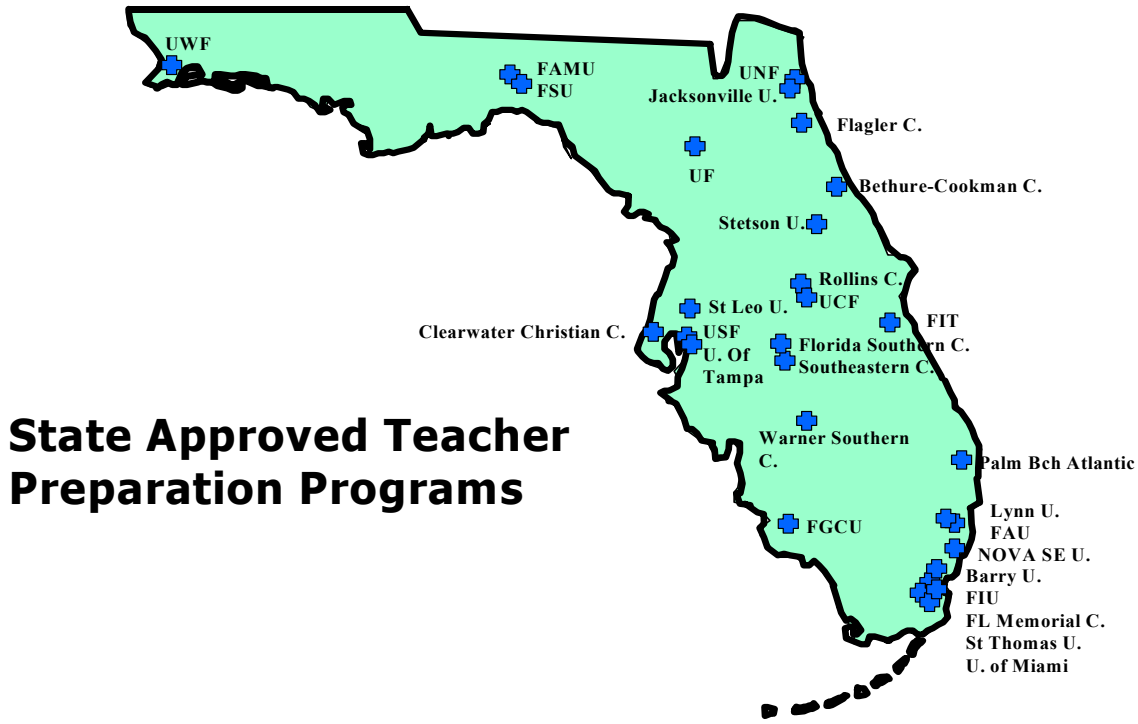 UWF
FAMU
FSU
UNF
Jacksonville U.
Flagler C.
UF
Bethure-Cookman C.
Stetson U.
Rollins C.
UCF
St Leo U.
FIT
Clearwater Christian C.
USF
U. Of
Tampa
Florida Southern C.
Southeastern C.
State Approved Teacher
Preparation Programs
Warner Southern
C.
Palm Bch Atlantic
FGCU
Lynn U.
FAU
NOVA SE U.
Barry U.
FIU
FL Memorial C.
St Thomas U.
U. of Miami